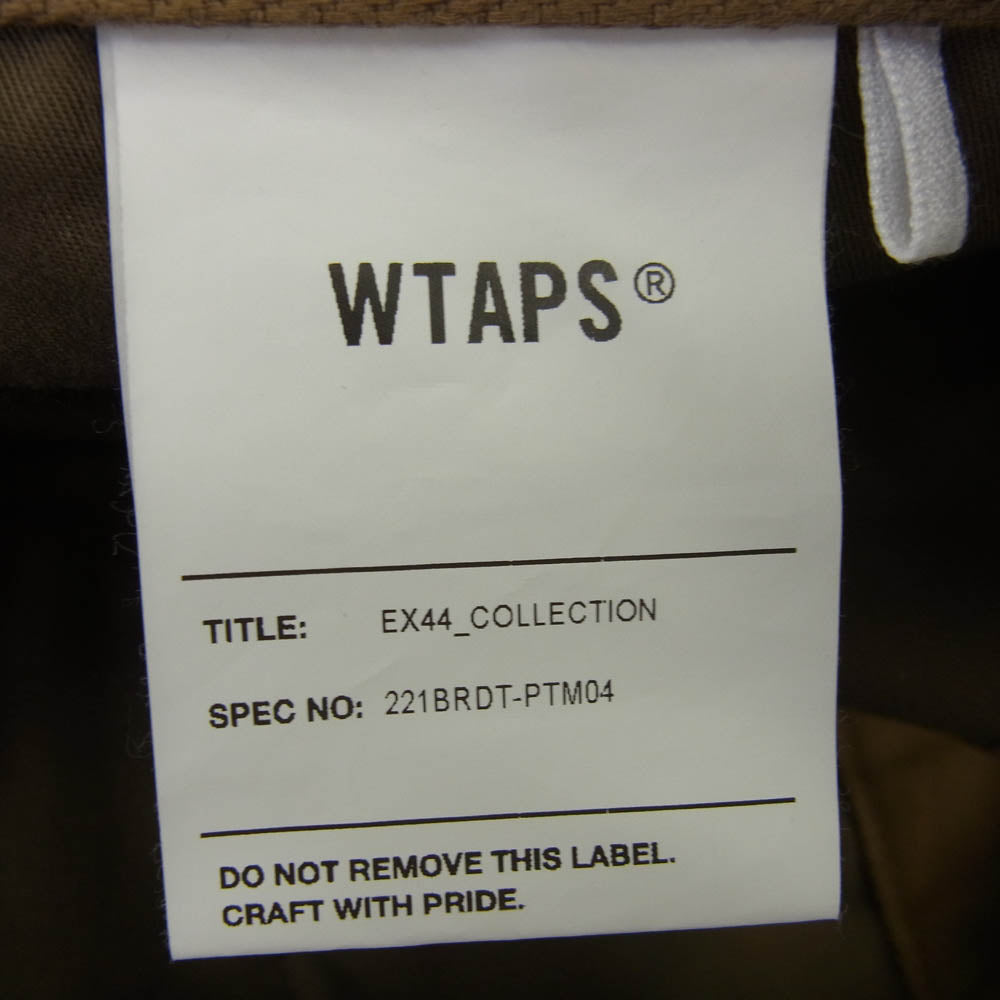 WTAPS®
TITLE: EX44_COLLECTION
SPEC NO: 221BRDT-PTM04
DO NOT REMOVE THIS LABEL.
CRAFT WITH PRIDE.